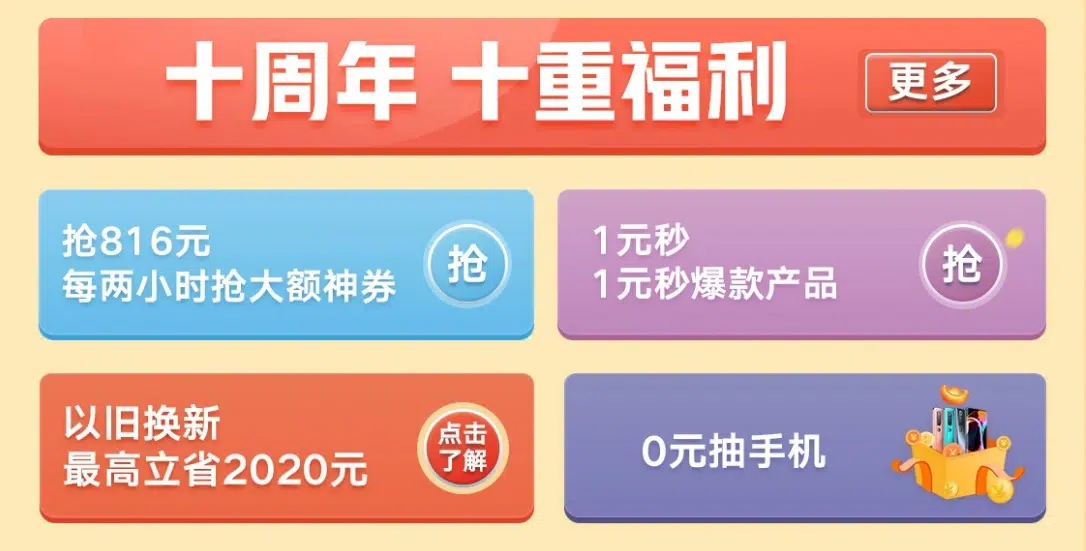 十周年 十重福利
更多
抢816元
每两小时抢大额神券
抢
1元秒
1元秒爆款产品
抢
以旧换新
最高立省2020元
点击
了解
0元抽手机